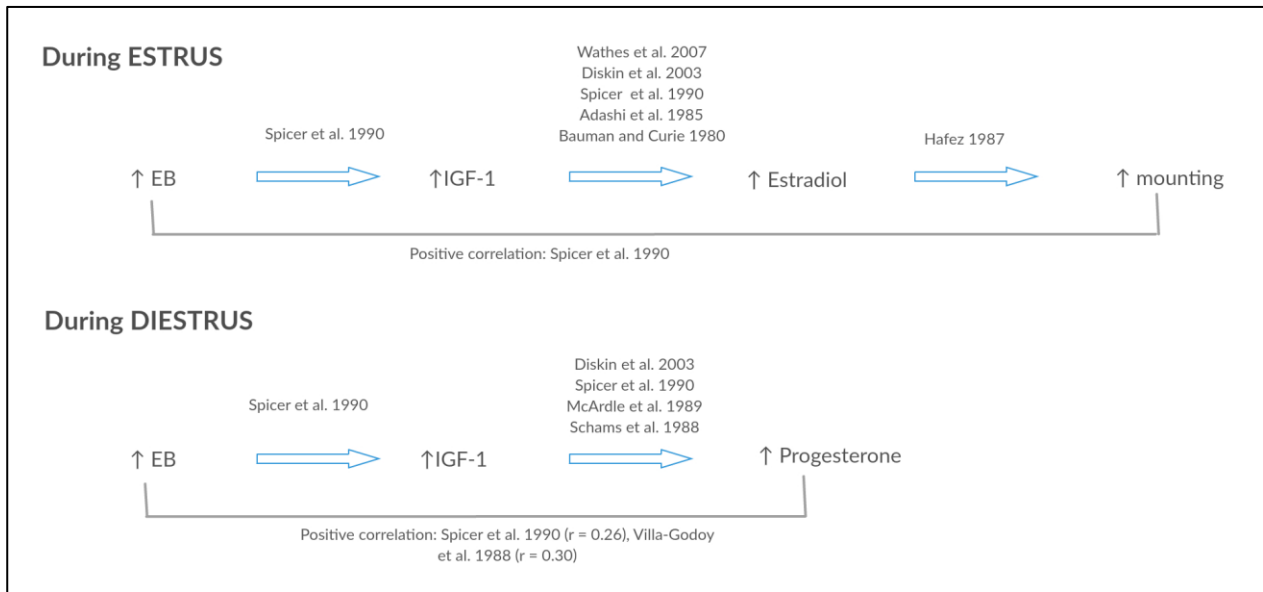 During ESTRUS
Wathes et al. 2007
Diskin et al. 2003
Spicer et al. 1990
Adashi et al. 1985
Bauman and Curie 1980
Spicer et al. 1990
Hafez 1987
↑ EB
↑IGF-1
↑ Estradiol
↑ mounting
Positive correlation: Spicer et al. 1990
During DIESTRUS
Diskin et al. 2003
Spicer et al. 1990
McArdle et al. 1989
Schams et al. 1988
Spicer et al. 1990
↑ EB
↑IGF-1
↑ Progesterone
Positive correlation: Spicer et al. 1990 (r = 0.26), Villa-Godoy
et al. 1988 (r = 0.30)